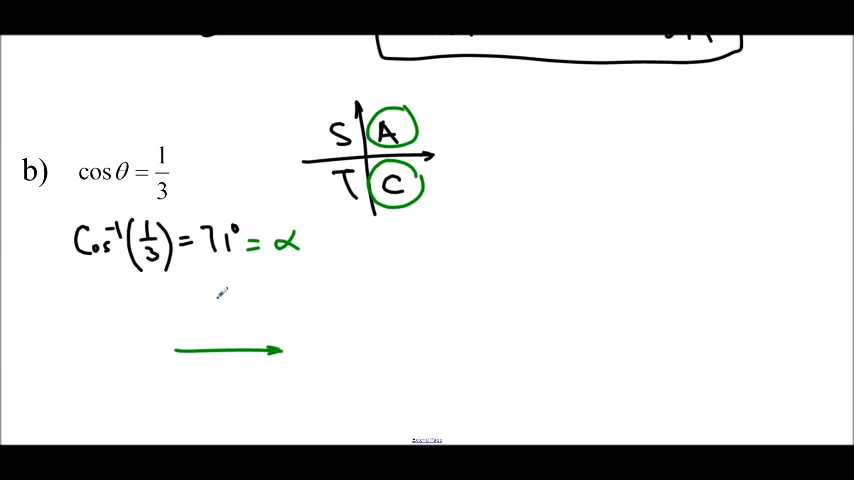 S A
b) cos θ = 1/3
T C
Cos⁻¹(1/3) = 71° = α